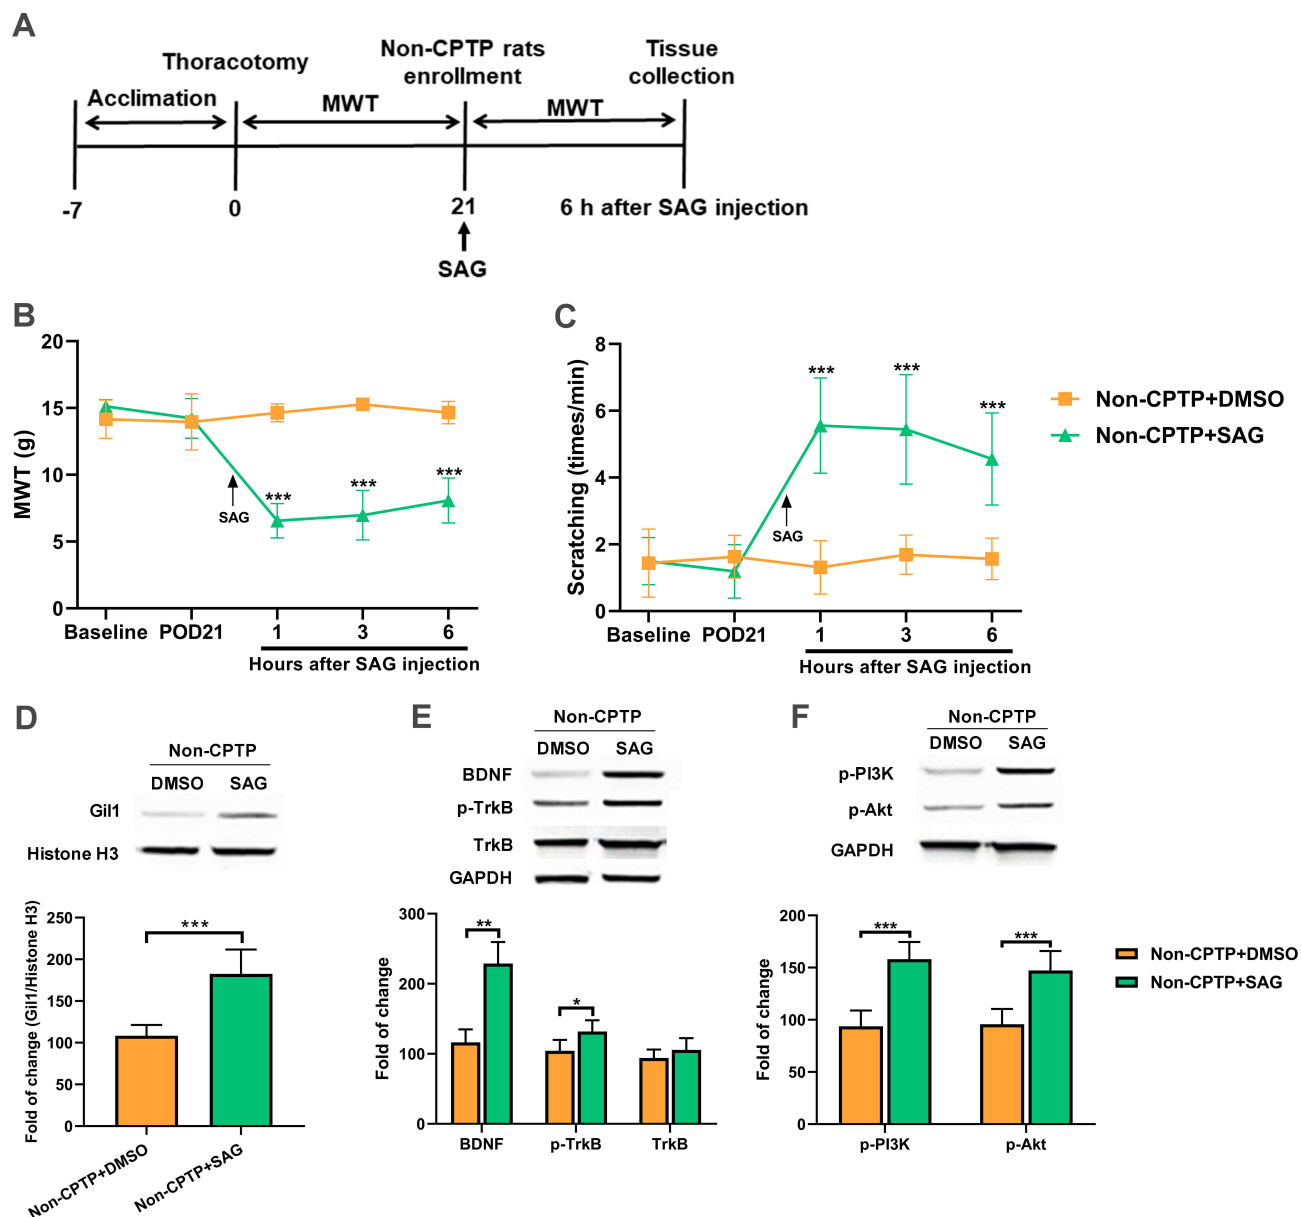 A
Thoracotomy
Non-CPTP rats
enrollment
Tissue
collection
Acclimation
MWT
MWT
-7
0
21
6 h after SAG injection
SAG
B
MWT (g)
20
15
10
5
0
SAG
***
***
***
Baseline
POD21
1
3
6
Hours after SAG injection
C
Scratching (times/min)
8
6
4
2
0
SAG
***
***
***
Baseline
POD21
1
3
6
Hours after SAG injection
Non-CPTP+DMSO
Non-CPTP+SAG
D
Non-CPTP
DMSO
SAG
Gil1
Histone H3
Fold of change (Gil1/Histone H3)
250
200
150
100
50
0
***
Non-CPTP+DMSO
Non-CPTP+SAG
E
Non-CPTP
DMSO
SAG
BDNF
p-TrkB
TrkB
GAPDH
Fold of change
300
200
100
0
**
*
BDNF
p-TrkB
TrkB
F
Non-CPTP
DMSO
SAG
p-PI3K
p-Akt
GAPDH
Fold of change
200
150
100
50
0
***
***
p-PI3K
p-Akt
Non-CPTP+DMSO
Non-CPTP+SAG